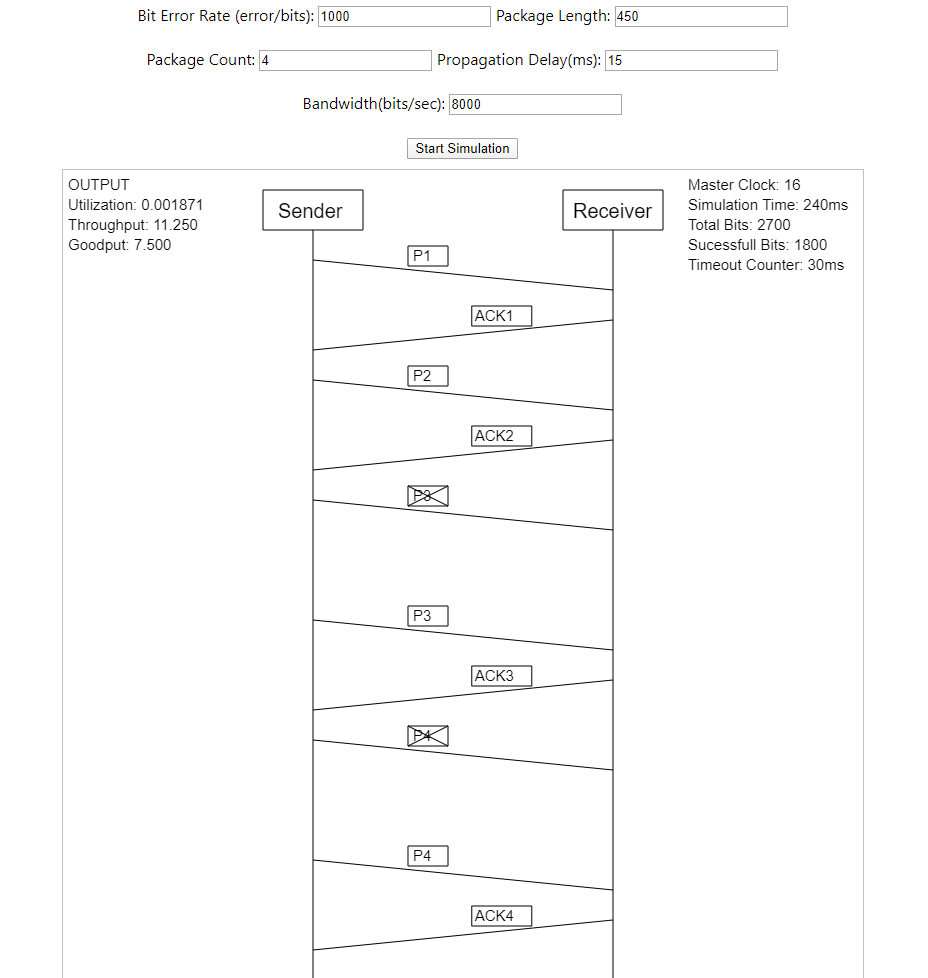 Bit Error Rate (error/bits): 1000 Package Length: 450
Package Count: 4 Propagation Delay(ms): 15
Bandwidth(bits/sec): 8000
Start Simulation
OUTPUT
Utilization: 0.001871
Throughput: 11.250
Goodput: 7.500
Sender
Receiver
Master Clock: 16
Simulation Time: 240ms
Total Bits: 2700
Sucessfull Bits: 1800
Timeout Counter: 30ms
P1
ACK1
P2
ACK2
P3
P3
ACK3
P4
P4
ACK4